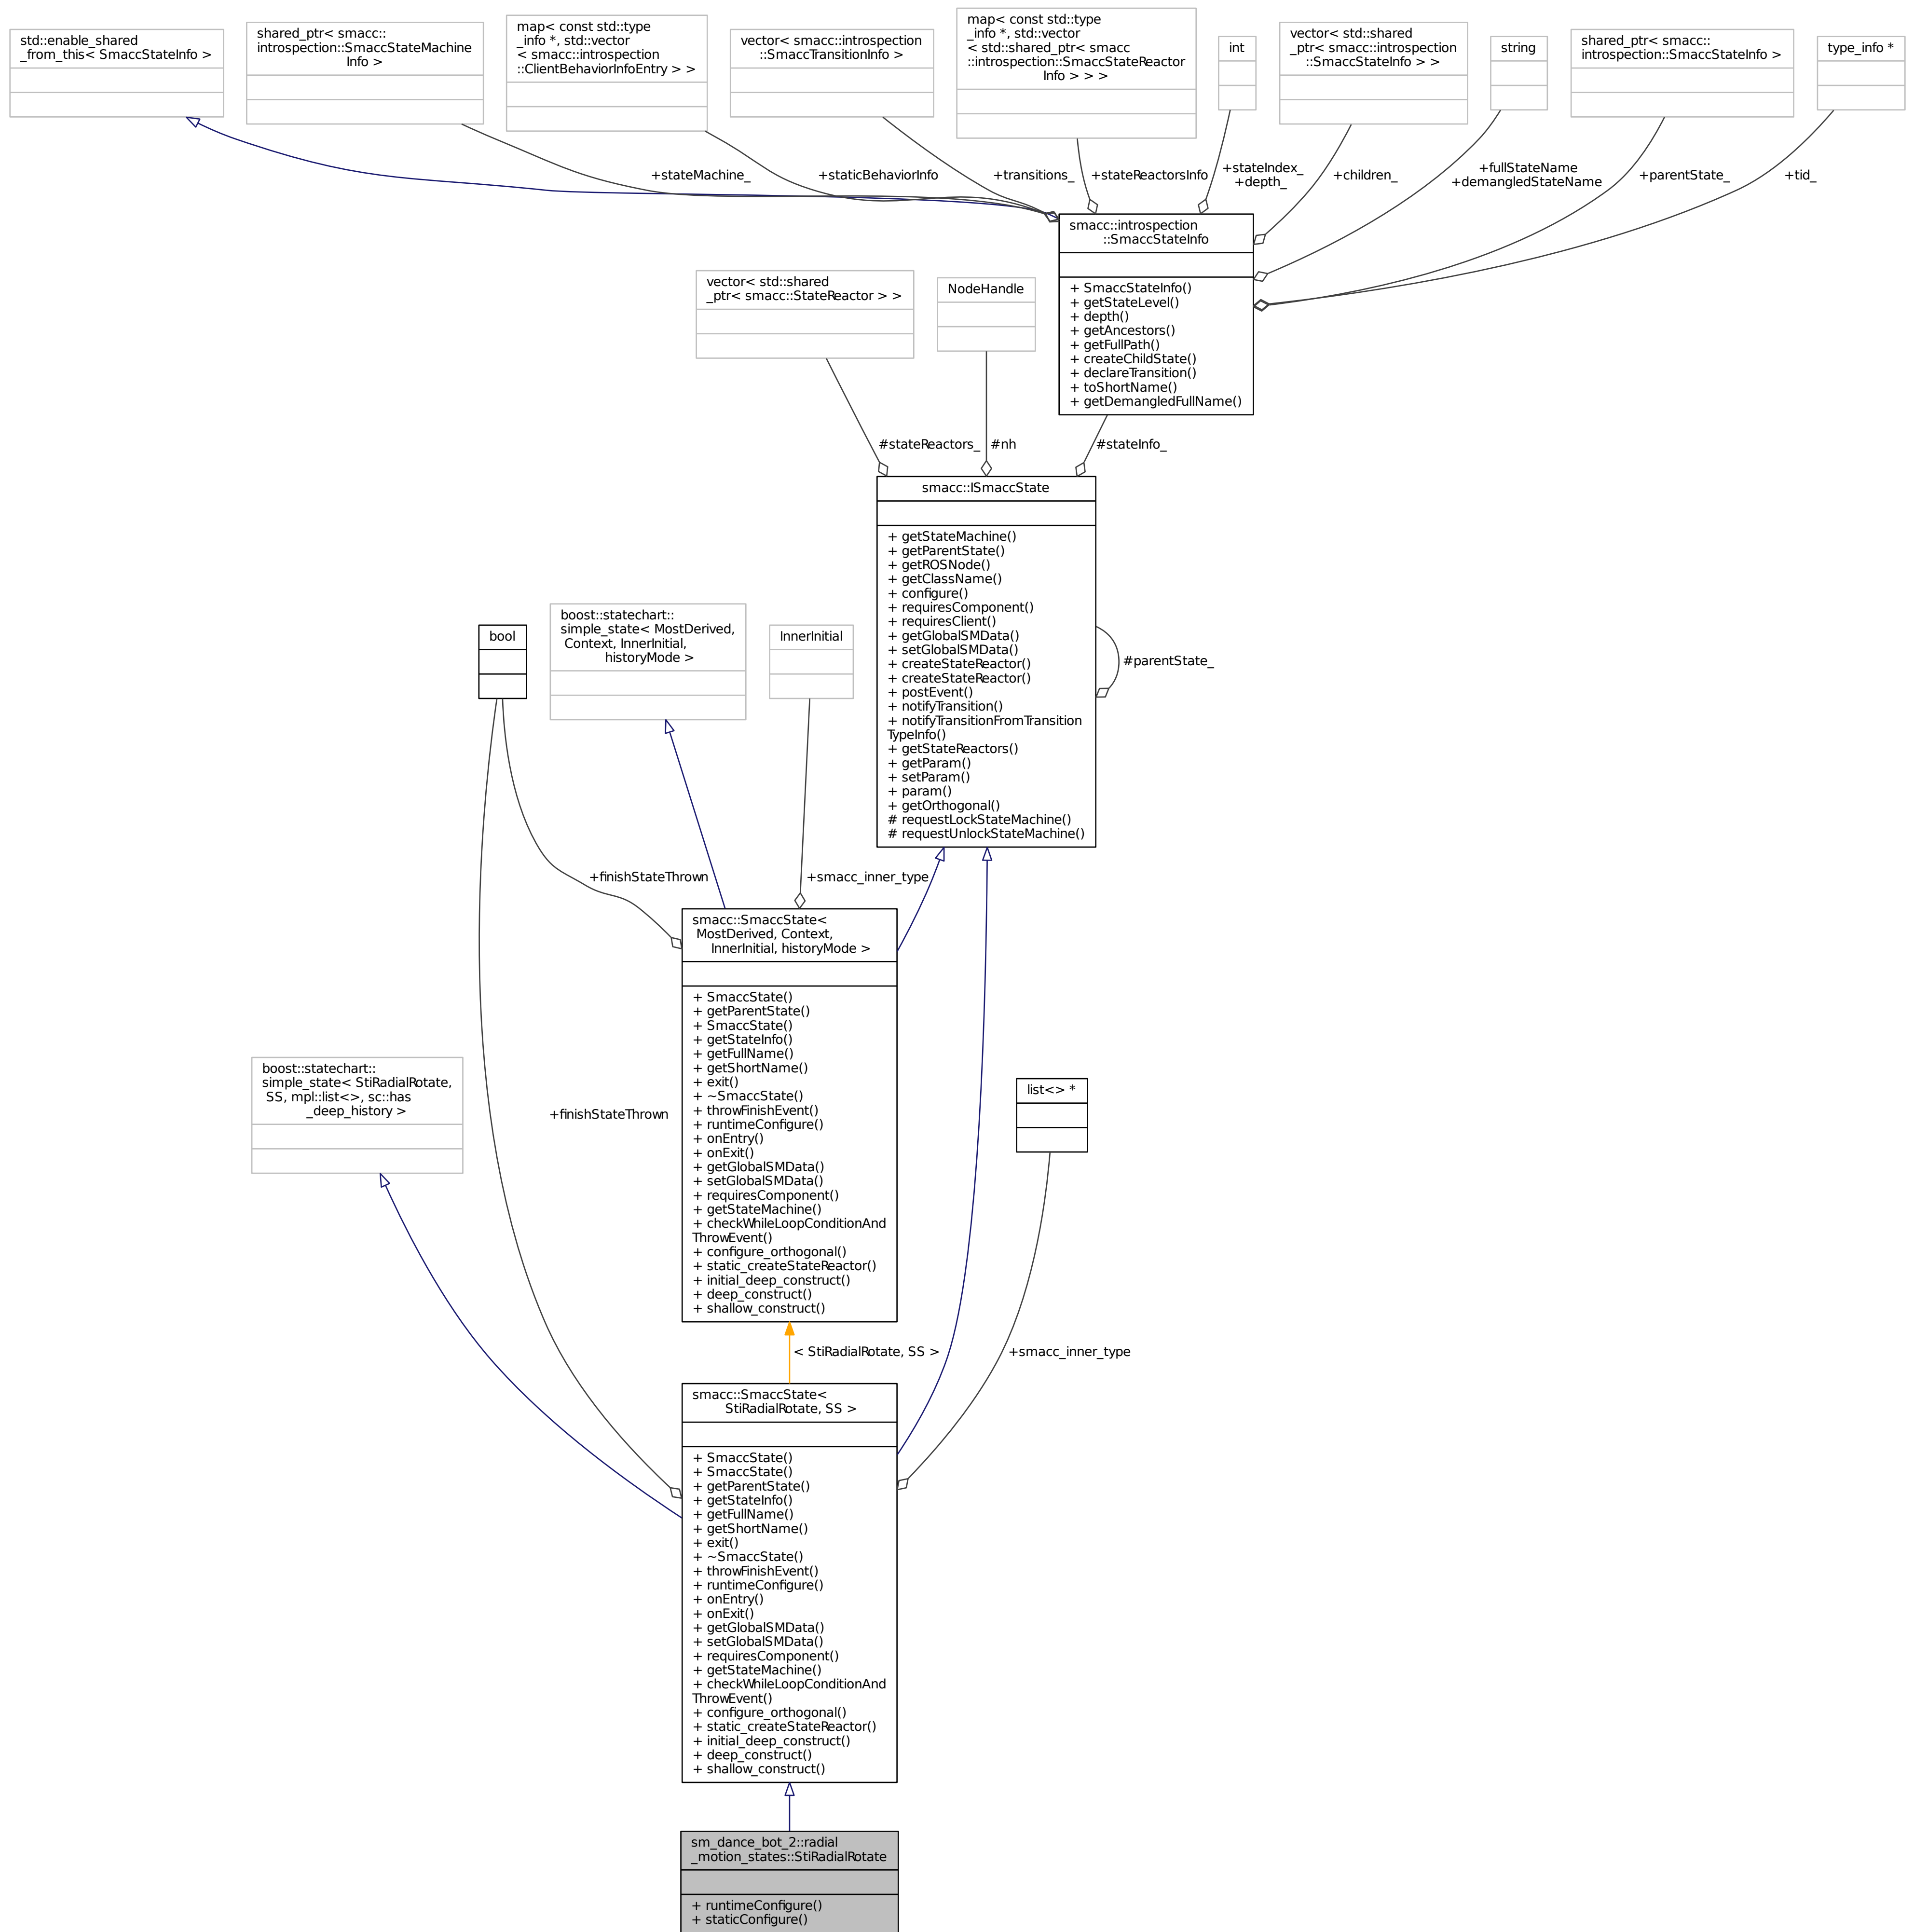 std::enable_shared
_from_this< SmaccStateInfo >
shared_ptr< smacc::
introspection::SmaccStateMachine
Info >
map< const std::type
_info *, std::vector
< smacc::introspection
::ClientBehaviorInfoEntry > >
vector< smacc::introspection
::SmaccTransitionInfo >
map< const std::type
_info *, std::vector
< std::shared_ptr< smacc
::introspection::SmaccStateReactor
Info > > >
int
vector< std::shared
_ptr< smacc::introspection
::SmaccStateInfo > >
string
shared_ptr< smacc::
introspection::SmaccStateInfo >
type_info *
+stateMachine_
+staticBehaviorInfo
+transitions_
+stateReactorsInfo
+stateIndex_
+depth_
+children_
+fullStateName
+demangledStateName
+parentState_
+tid_
smacc::introspection
::SmaccStateInfo
+ SmaccStateInfo()
+ getStateLevel()
+ depth()
+ getAncestors()
+ getFullPath()
+ createChildState()
+ declareTransition()
+ toShortName()
+ getDemangledFullName()
vector< std::shared
_ptr< smacc::StateReactor > >
NodeHandle
#stateReactors_
#nh
#stateInfo_
smacc::ISmaccState
+ getStateMachine()
+ getParentState()
+ getROSNode()
+ getClassName()
+ configure()
+ requiresComponent()
+ requiresClient()
+ getGlobalSMData()
+ setGlobalSMData()
+ createStateReactor()
+ createStateReactor()
+ postEvent()
+ notifyTransition()
+ notifyTransitionFromTransition
TypeInfo()
+ getStateReactors()
+ getParam()
+ setParam()
+ param()
+ getOrthogonal()
# requestLockStateMachine()
# requestUnlockStateMachine()
#parentState_
bool
boost::statechart::
simple_state< MostDerived,
Context, InnerInitial,
historyMode >
InnerInitial
+finishStateThrown
+smacc_inner_type
smacc::SmaccState<
MostDerived, Context,
InnerInitial, historyMode >
+ SmaccState()
+ getParentState()
+ SmaccState()
+ getStateInfo()
+ getFullName()
+ getShortName()
+ exit()
+ ~SmaccState()
+ throwFinishEvent()
+ runtimeConfigure()
+ onEntry()
+ onExit()
+ getGlobalSMData()
+ setGlobalSMData()
+ requiresComponent()
+ getStateMachine()
+ checkWhileLoopConditionAnd
ThrowEvent()
+ configure_orthogonal()
+ static_createStateReactor()
+ initial_deep_construct()
+ deep_construct()
+ shallow_construct()
boost::statechart::
simple_state< StiRadialRotate,
SS, mpl::list<>, sc::has
_deep_history >
+finishStateThrown
list<> *
< StiRadialRotate, SS >
+smacc_inner_type
smacc::SmaccState<
StiRadialRotate, SS >
+ SmaccState()
+ SmaccState()
+ getParentState()
+ getStateInfo()
+ getFullName()
+ getShortName()
+ exit()
+ ~SmaccState()
+ throwFinishEvent()
+ runtimeConfigure()
+ onEntry()
+ onExit()
+ getGlobalSMData()
+ setGlobalSMData()
+ requiresComponent()
+ getStateMachine()
+ checkWhileLoopConditionAnd
ThrowEvent()
+ configure_orthogonal()
+ static_createStateReactor()
+ initial_deep_construct()
+ deep_construct()
+ shallow_construct()
sm_dance_bot_2::radial
_motion_states::StiRadialRotate
+ runtimeConfigure()
+ staticConfigure()